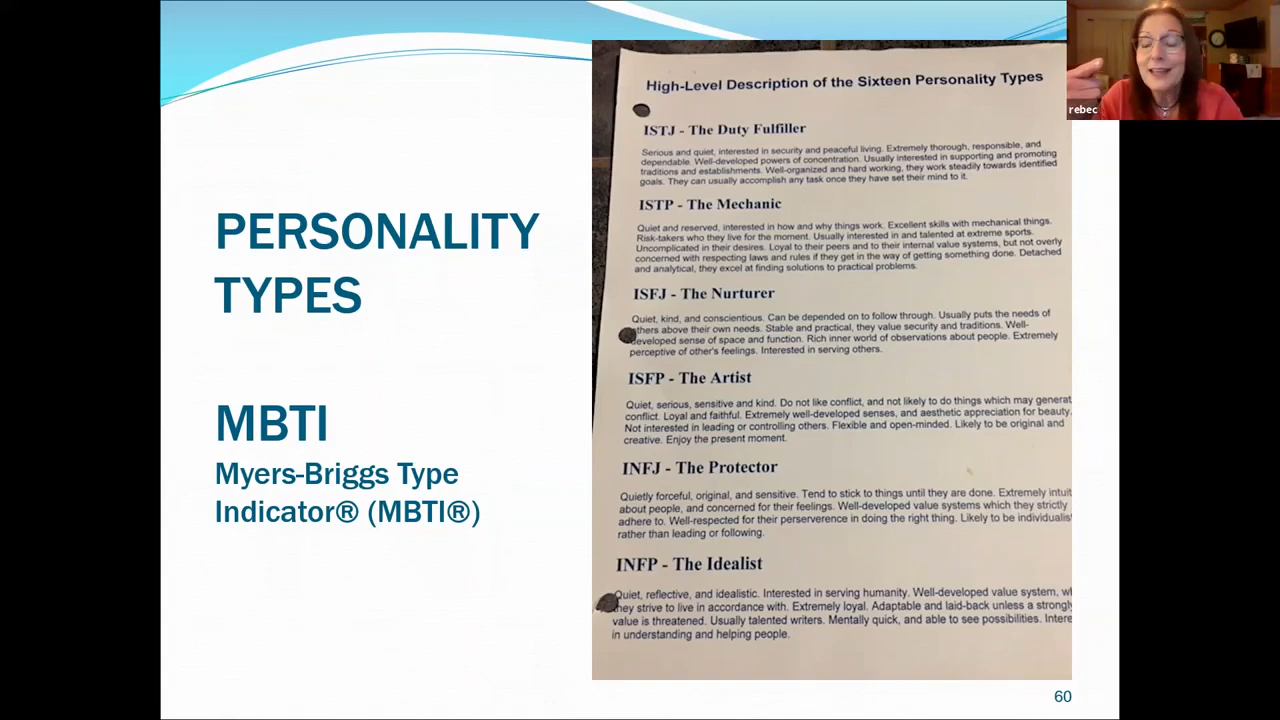 PERSONALITY
TYPES
MBTI
Myers-Briggs Type
Indicator® (MBTI®)
High-Level Description of the Sixteen Personality Types
ISTJ - The Duty Fulfiller
Serious and quiet, interested in security and peaceful living. Extremely thorough, responsible, and
dependable. Well-developed powers of concentration. Usually interested in supporting and promoting
traditions and establishments. Well-organized and hard working, they work steadily towards identified
goals. They can usually accomplish any task once they have set their mind to it.
ISTP - The Mechanic
Quiet and reserved, interested in how and why things work. Excellent skills with mechanical things.
Risk-takers who they live for the moment. Usually interested in and talented at extreme sports.
Uncomplicated in their desires. Loyal to their peers and to their internal value systems, but not overly
concerned with respecting laws and rules if they get in the way of getting something done. Detached
and analytical, they excel at finding solutions to practical problems.
ISFJ - The Nurturer
Quiet, kind, and conscientious. Can be depended on to follow through. Usually puts the needs of
others above their own needs. Stable and practical, they value security and traditions. Well-
developed sense of space and function. Rich inner world of observations about people. Extremely
perceptive of other's feelings. Interested in serving others.
ISFP - The Artist
Quiet, serious, sensitive and kind. Do not like conflict, and not likely to do things which may generat
conflict. Loyal and faithful. Extremely well-developed senses, and aesthetic appreciation for beauty.
Not interested in leading or controlling others. Flexible and open-minded. Likely to be original and
creative. Enjoy the present moment.
INFJ - The Protector
Quietly forceful, original, and sensitive. Tend to stick to things until they are done. Extremely intuit
about people, and concerned for their feelings. Well-developed value systems which they strictly
adhere to. Well-respected for their perserverence in doing the right thing. Likely to be individualis
rather than leading or following.
INFP - The Idealist
Quiet, reflective, and idealistic. Interested in serving humanity. Well-developed value system, wh
they strive to live in accordance with. Extremely loyal. Adaptable and laid-back unless a strongly
value is threatened. Usually talented writers. Mentally quick, and able to see possibilities. Intere
in understanding and helping people.
60
rebec